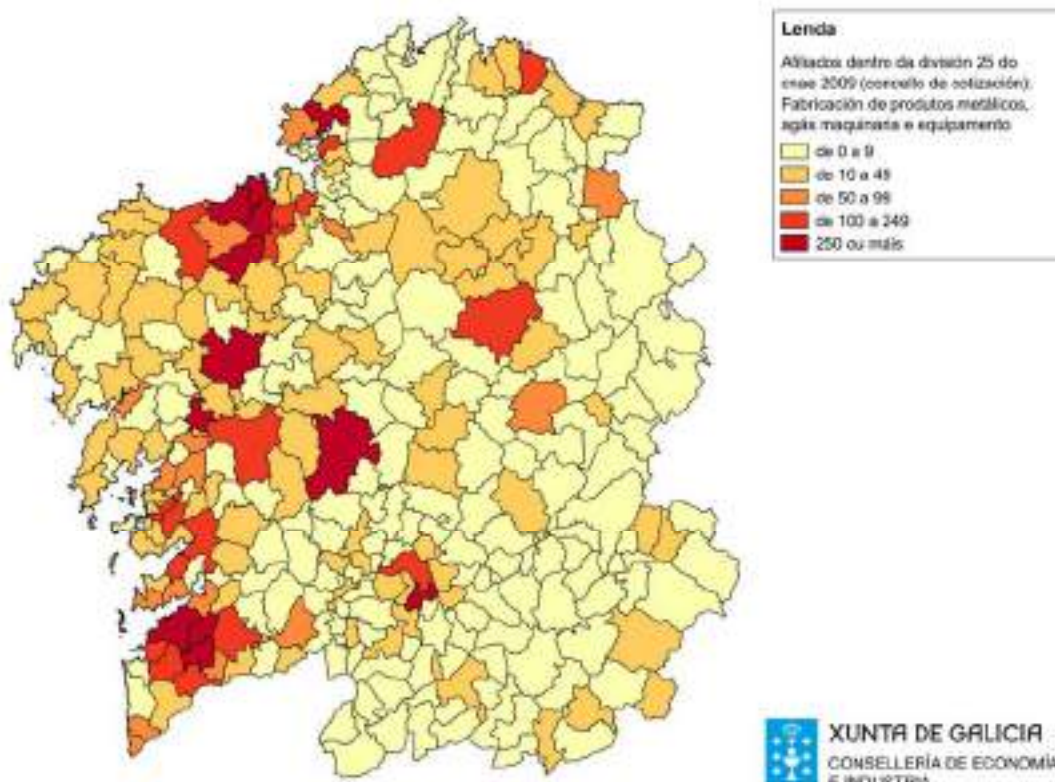 Lenda
Afiliados dentro da división 25 do
cnae 2009 (concello de cotización).
Fabricación de produtos metálicos,
agás maquinaria e equipamento
de 0 a 9
de 10 a 49
de 50 a 99
de 100 a 249
250 ou máis
XUNTA DE GALICIA
CONSELLERÍA DE ECONOMÍA
E INDUSTRIA